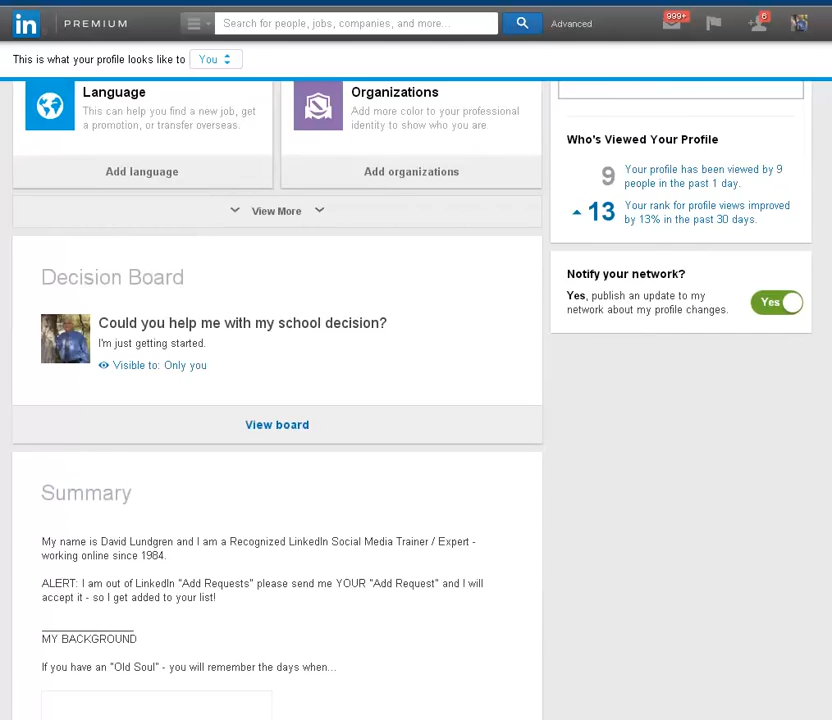 in PREMIUM Search for people, jobs, companies, and more... Advanced 999+ 6
This is what your profile looks like to You
Language
This can help you find a new job, get
a promotion, or transfer overseas.
Add language
Organizations
Add more color to your professional
identity to show who you are
Add organizations
View More
Decision Board
Could you help me with my school decision?
I'm just getting started.
Visible to: Only you
View board
Summary
My name is David Lundgren and I am a Recognized LinkedIn Social Media Trainer / Expert -
working online since 1984.
ALERT: I am out of LinkedIn "Add Requests" please send me YOUR "Add Request" and I will
accept it - so I get added to your list!
MY BACKGROUND
If you have an "Old Soul" - you will remember the days when...
Who's Viewed Your Profile
9 Your profile has been viewed by 9
people in the past 1 day.
13 Your rank for profile views improved
by 13% in the past 30 days.
Notify your network?
Yes, publish an update to my
network about my profile changes.
Yes